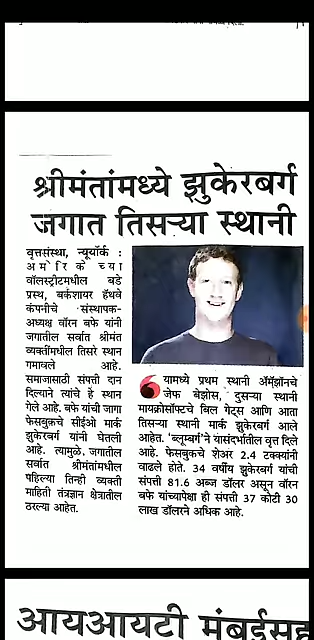 श्रीमंतांमध्ये झुकेरबर्ग
जगात तिसऱ्या स्थानी
वृत्तसंस्था, न्यूयॉर्क :
अमेरिकेच्या
वॉलस्ट्रीटमधील बडे
प्रस्थ, बर्कशायर हॅथवे
कंपनीचे संस्थापक-
अध्यक्ष वॉरन बफे यांनी
जगातील सर्वात श्रीमंत
व्यक्तींमधील तिसरे स्थान
गमावले आहे.
समाजासाठी संपत्ती दान
दिल्याने त्यांचे हे स्थान
गेले आहे. बफे यांची जागा
फेसबुकचे सीईओ मार्क
झुकेरबर्ग यांनी घेतली
आहे. त्यामुळे, जगातील
सर्वात श्रीमंतांमधील
पहिल्या तिन्ही व्यक्ती
माहिती तंत्रज्ञान क्षेत्रातील
ठरल्या आहेत.
यामध्ये प्रथम स्थानी ॲमेझॉनचे
जेफ बेझोस, दुसऱ्या स्थानी
मायक्रोसॉफ्टचे बिल गेट्स आणि आता
तिसऱ्या स्थानी मार्क झुकेरबर्ग आले
आहेत. 'ब्लूम्बर्ग'ने यासंदर्भातील वृत्त दिले
आहे. फेसबुकचे शेअर 2.4 टक्क्यांनी
वाढले होते. 34 वर्षीय झुकेरबर्ग यांची
संपत्ती 81.6 अब्ज डॉलर असून वॉरन
बफे यांच्यापेक्षा ही संपत्ती 37 कोटी 30
लाख डॉलरने अधिक आहे.
आयआयटी मुंबईसह